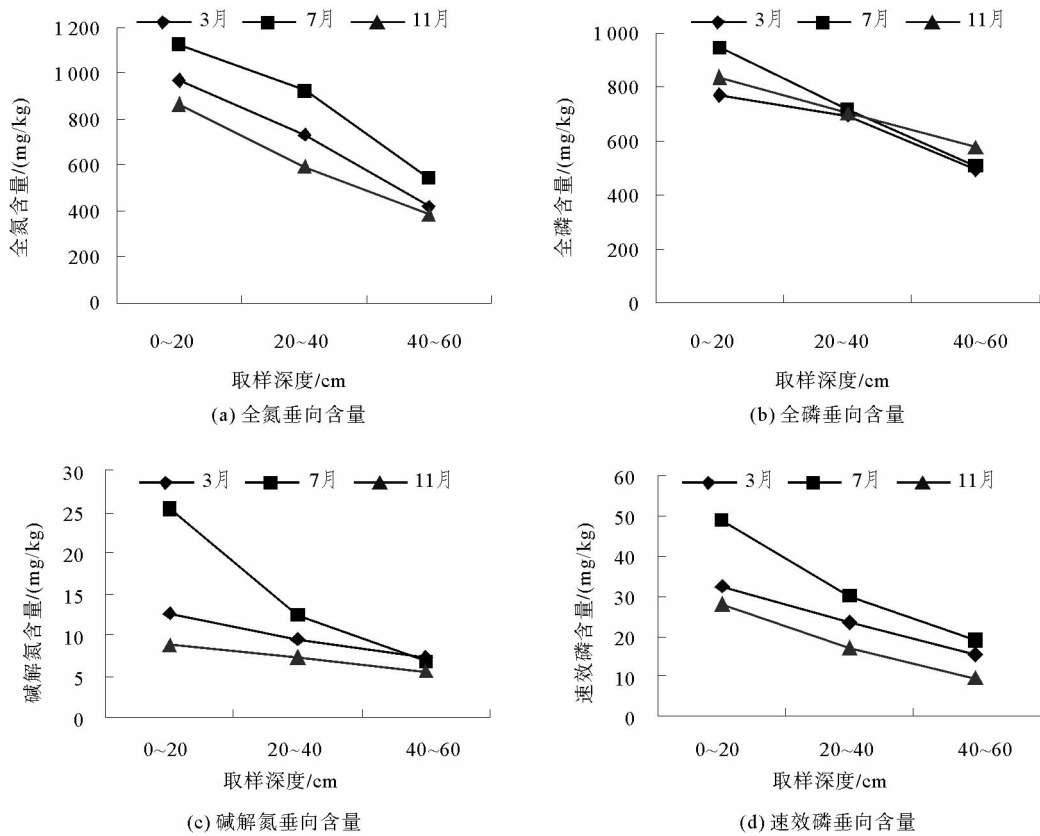 3月 7月 11月
1 200
1 000
800
600
400
200
0
全氮含量/(mg/kg)
0~20 20~40 40~60
取样深度/cm
(a) 全氮垂向含量
3月 7月 11月
1 000
800
600
400
200
0
全磷含量/(mg/kg)
0~20 20~40 40~60
取样深度/cm
(b) 全磷垂向含量
3月 7月 11月
30
25
20
15
10
5
0
碱解氮含量/(mg/kg)
0~20 20~40 40~60
取样深度/cm
(c) 碱解氮垂向含量
3月 7月 11月
60
50
40
30
20
10
0
速效磷含量/(mg/kg)
0~20 20~40 40~60
取样深度/cm
(d) 速效磷垂向含量